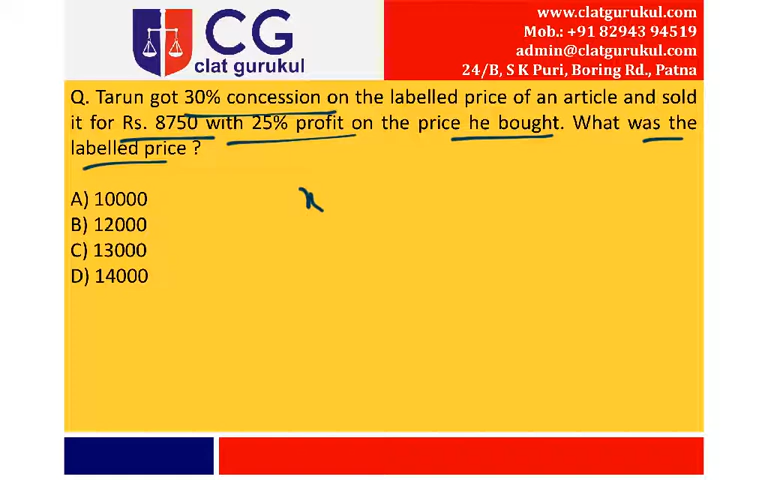 CG
clat gurukul
www.clatgurukul.com
Mob.: +91 82943 94519
admin@clatgurukul.com
24/B, S K Puri, Boring Rd., Patna
Q. Tarun got 30% concession on the labelled price of an article and sold
it for Rs. 8750 with 25% profit on the price he bought. What was the
labelled price ?
A) 10000
B) 12000
C) 13000
D) 14000
x